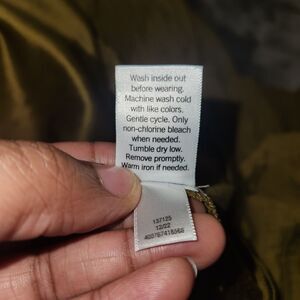 Wash inside out
before wearing.
Machine wash cold
with like colors.
Gentle cycle. Only
non-chlorine bleach
when needed.
Tumble dry low.
Remove promptly.
Warm iron if needed.
137125
12/22